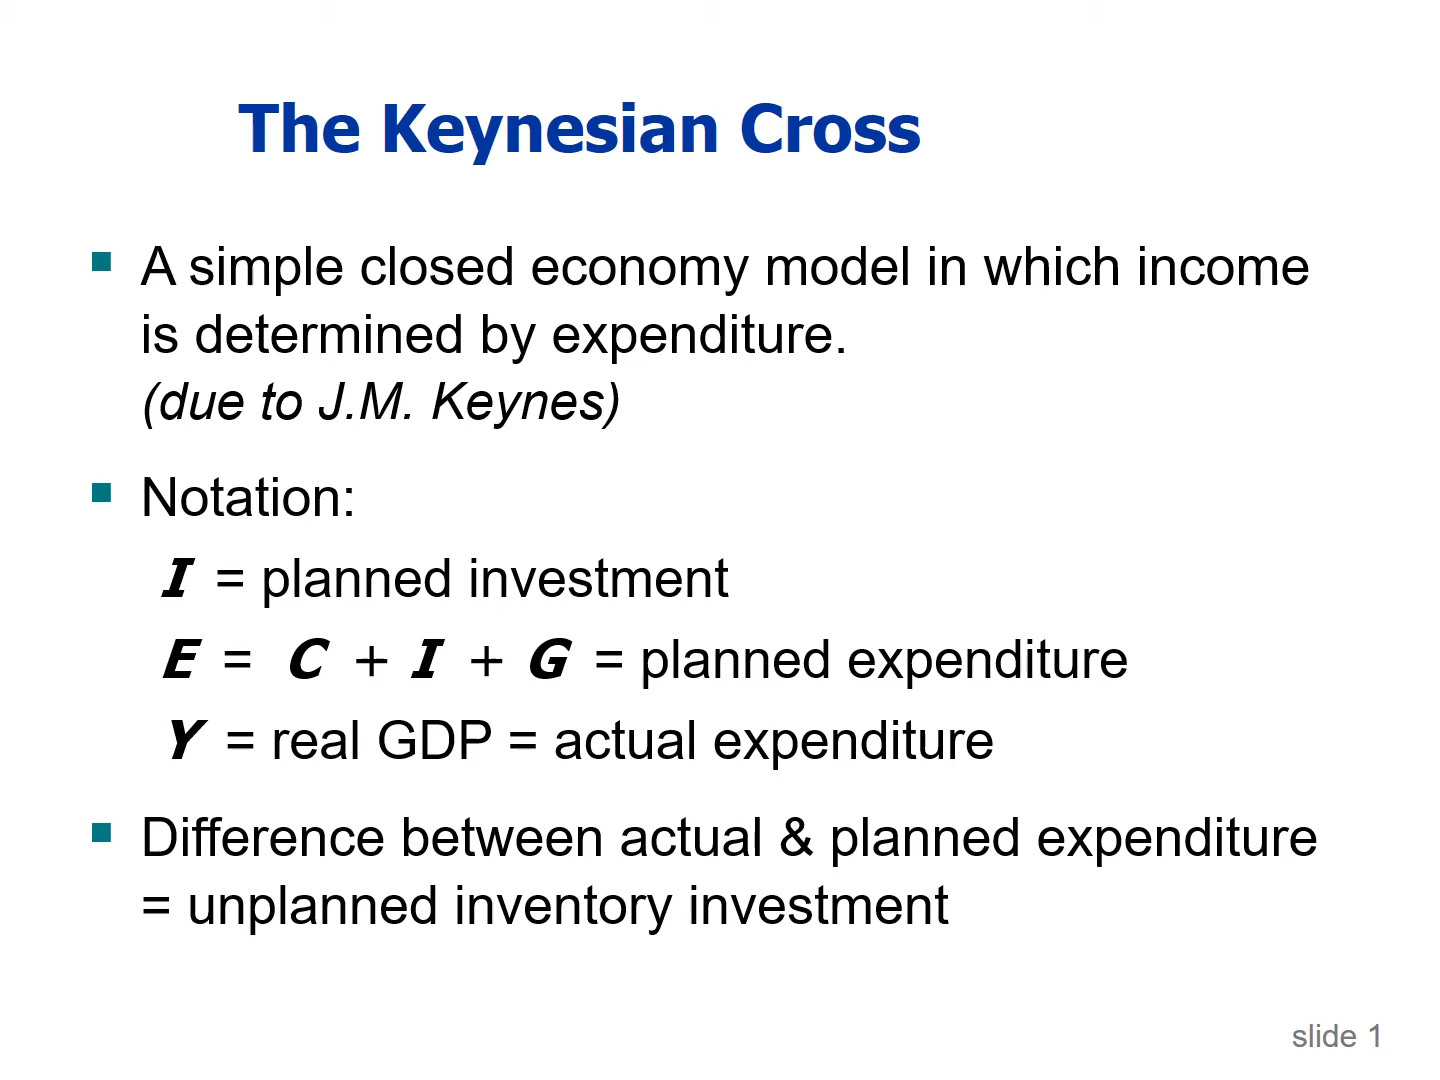 The Keynesian Cross
■ A simple closed economy model in which income
is determined by expenditure.
(due to J.M. Keynes)
■ Notation:
I = planned investment
E = C + I + G = planned expenditure
Y = real GDP = actual expenditure
■ Difference between actual & planned expenditure
= unplanned inventory investment
slide 1